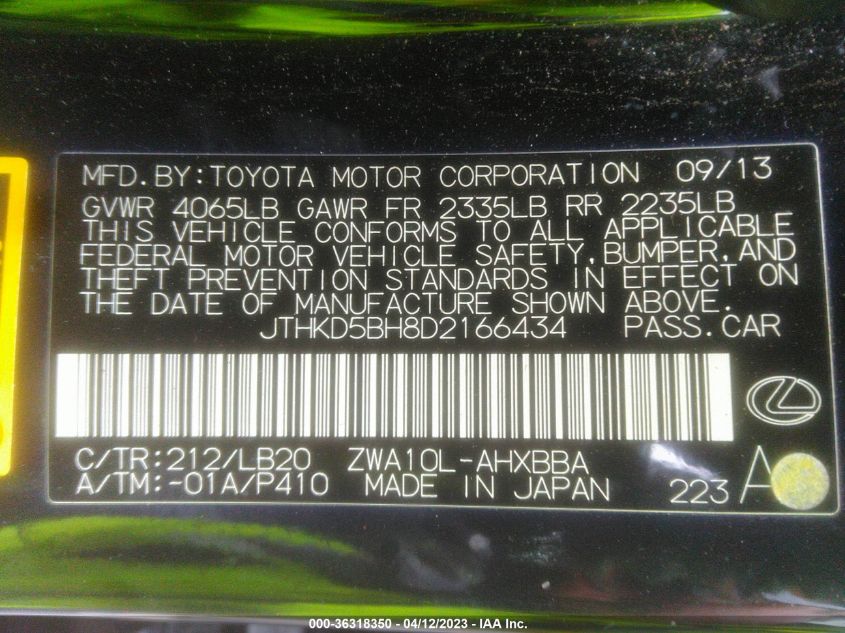 MFD.BY:TOYOTA MOTOR CORPORATION 09/13
GVWR 4065LB GAWR FR 2335LB RR 2235LB
THIS VEHICLE CONFORMS TO ALL APPLICABLE
FEDERAL MOTOR VEHICLE SAFETY,BUMPER,AND
THEFT PREVENTION STANDARDS IN EFFECT ON
THE DATE OF MANUFACTURE SHOWN ABOVE.
JTHKD5BH8D2166434 PASS.CAR
C/TR:212/LB20 ZWA10L-AHXBBA
A/TM:-01A/P410 MADE IN JAPAN 223 A
000-36318350 - 04/12/2023 - IAA Inc.